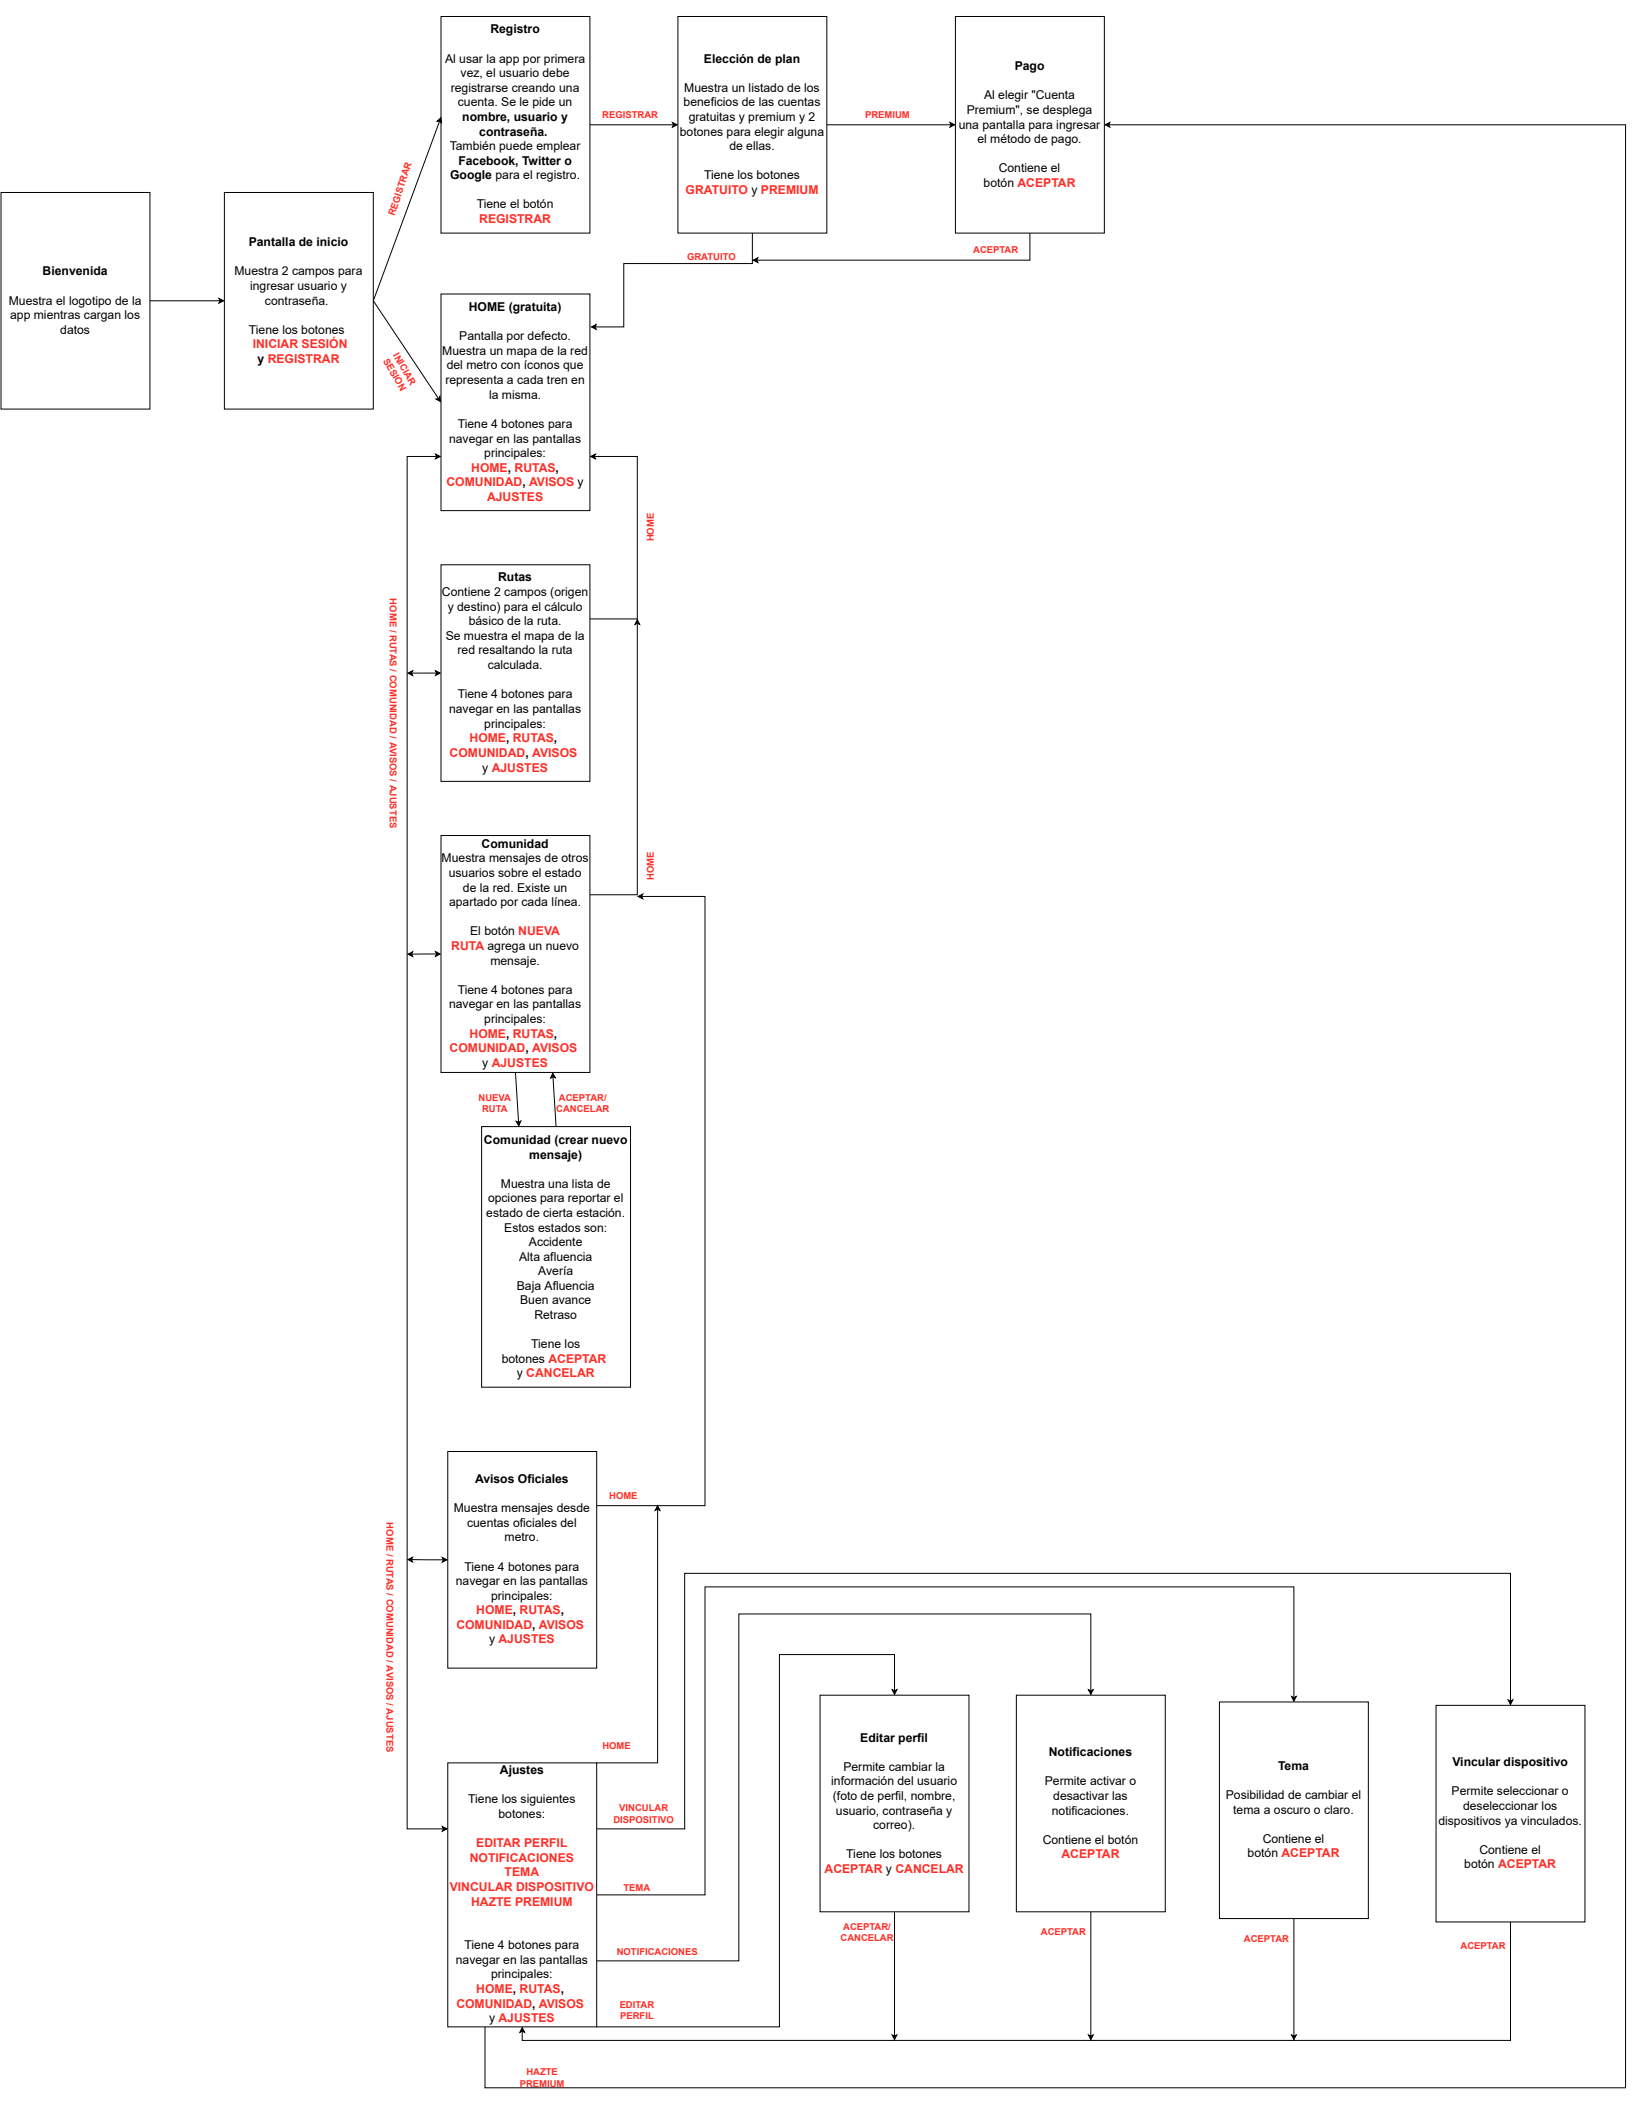 Registro
Al usar la app por primera
vez, el usuario debe
registrarse creando una
cuenta. Se le pide un
nombre, usuario y
contraseña.
También puede emplear
Facebook, Twitter o
Google para el registro.
Tiene el botón
REGISTRAR
REGISTRAR
Elección de plan
Muestra un listado de los
beneficios de las cuentas
gratuitas y premium y 2
botones para elegir alguna
de ellas.
Tiene los botones
GRATUITO y PREMIUM
PREMIUM
Pago
Al elegir "Cuenta
Premium", se desplega
una pantalla para ingresar
el método de pago.
Contiene el
botón ACEPTAR
Bienvenida
Muestra el logotipo de la
app mientras cargan los
datos
Pantalla de inicio
Muestra 2 campos para
ingresar usuario y
contraseña.
Tiene los botones
INICIAR SESIÓN
y REGISTRAR
REGISTRAR
INICIAR
SESIÓN
GRATUITO
ACEPTAR
HOME (gratuita)
Pantalla por defecto.
Muestra un mapa de la red
del metro con íconos que
representa a cada tren en
la misma.
Tiene 4 botones para
navegar en las pantallas
principales:
HOME, RUTAS,
COMUNIDAD, AVISOS y
AJUSTES
HOME
HOME / RUTAS / COMUNIDAD / AVISOS / AJUSTES
Rutas
Contiene 2 campos (origen
y destino) para el cálculo
básico de la ruta.
Se muestra el mapa de la
red resaltando la ruta
calculada.
Tiene 4 botones para
navegar en las pantallas
principales:
HOME, RUTAS,
COMUNIDAD, AVISOS
y AJUSTES
HOME
Comunidad
Muestra mensajes de otros
usuarios sobre el estado
de la red. Existe un
apartado por cada línea.
El botón NUEVA
RUTA agrega un nuevo
mensaje.
Tiene 4 botones para
navegar en las pantallas
principales:
HOME, RUTAS,
COMUNIDAD, AVISOS
y AJUSTES
NUEVA
RUTA
ACEPTAR/
CANCELAR
Comunidad (crear nuevo
mensaje)
Muestra una lista de
opciones para reportar el
estado de cierta estación.
Estos estados son:
Accidente
Alta afluencia
Avería
Baja Afluencia
Buen avance
Retraso
Tiene los
botones ACEPTAR
y CANCELAR
Avisos Oficiales
Muestra mensajes desde
cuentas oficiales del
metro.
Tiene 4 botones para
navegar en las pantallas
principales:
HOME, RUTAS,
COMUNIDAD, AVISOS
y AJUSTES
HOME
HOME / RUTAS / COMUNIDAD / AVISOS / AJUSTES
HOME
Ajustes
Tiene los siguientes
botones:
EDITAR PERFIL
NOTIFICACIONES
TEMA
VINCULAR DISPOSITIVO
HAZTE PREMIUM
Tiene 4 botones para
navegar en las pantallas
principales:
HOME, RUTAS,
COMUNIDAD, AVISOS
y AJUSTES
VINCULAR
DISPOSITIVO
TEMA
NOTIFICACIONES
EDITAR
PERFIL
HAZTE
PREMIUM
Editar perfil
Permite cambiar la
información del usuario
(foto de perfil, nombre,
usuario, contraseña y
correo).
Tiene los botones
ACEPTAR y CANCELAR
ACEPTAR/
CANCELAR
Notificaciones
Permite activar o
desactivar las
notificaciones.
Contiene el botón
ACEPTAR
ACEPTAR
Tema
Posibilidad de cambiar el
tema a oscuro o claro.
Contiene el
botón ACEPTAR
ACEPTAR
Vincular dispositivo
Permite seleccionar o
deseleccionar los
dispositivos ya vinculados.
Contiene el
botón ACEPTAR
ACEPTAR